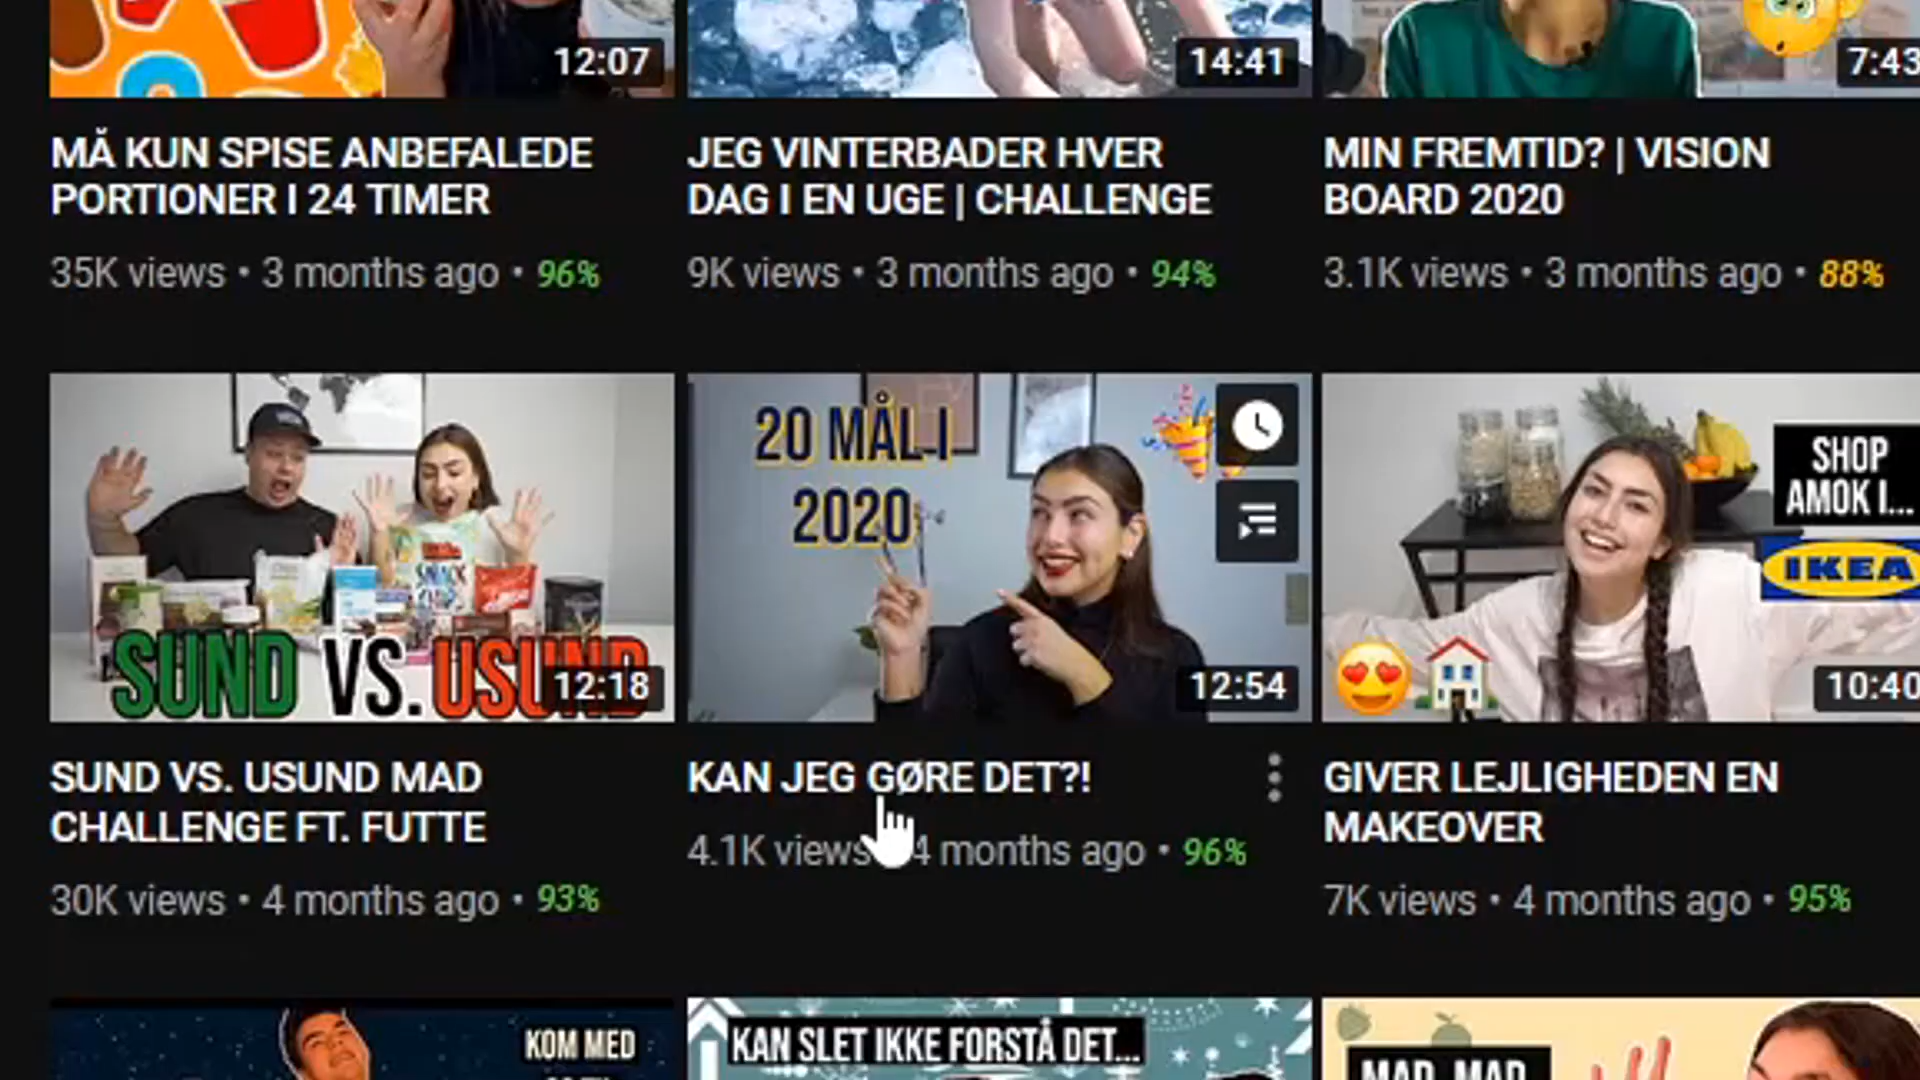 12:07
14:41
7:43
MÅ KUN SPISE ANBEFALEDE
PORTIONER I 24 TIMER
35K views • 3 months ago • 96%
JEG VINTERBADER HVER
DAG I EN UGE | CHALLENGE
9K views • 3 months ago • 94%
MIN FREMTID? | VISION
BOARD 2020
3.1K views • 3 months ago • 88%
SUND VS. USUND
12:18
20 MÅL I
2020
12:54
SHOP
AMOK I...
IKEA
10:40
SUND VS. USUND MAD
CHALLENGE FT. FUTTE
30K views • 4 months ago • 93%
KAN JEG GØRE DET?!
4.1K views 4 months ago • 96%
GIVER LEJLIGHEDEN EN
MAKEOVER
7K views • 4 months ago • 95%
KOM MED
KAN SLET IKKE FORSTÅ DET...